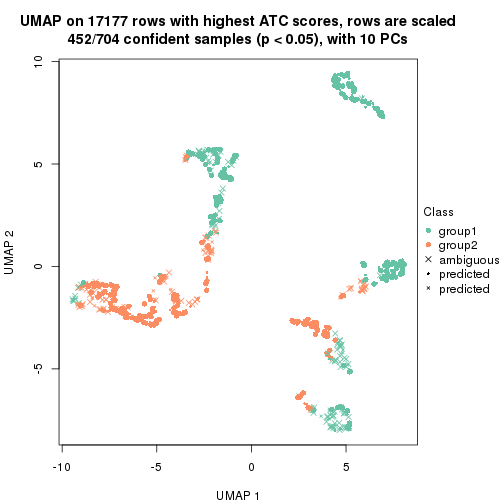 UMAP on 17177 rows with highest ATC scores, rows are scaled
452/704 confident samples (p < 0.05), with 10 PCs
10
5
0
-5
UMAP 2
-10
-5
0
5
UMAP 1
Class
group1
group2
ambiguous
predicted
predicted